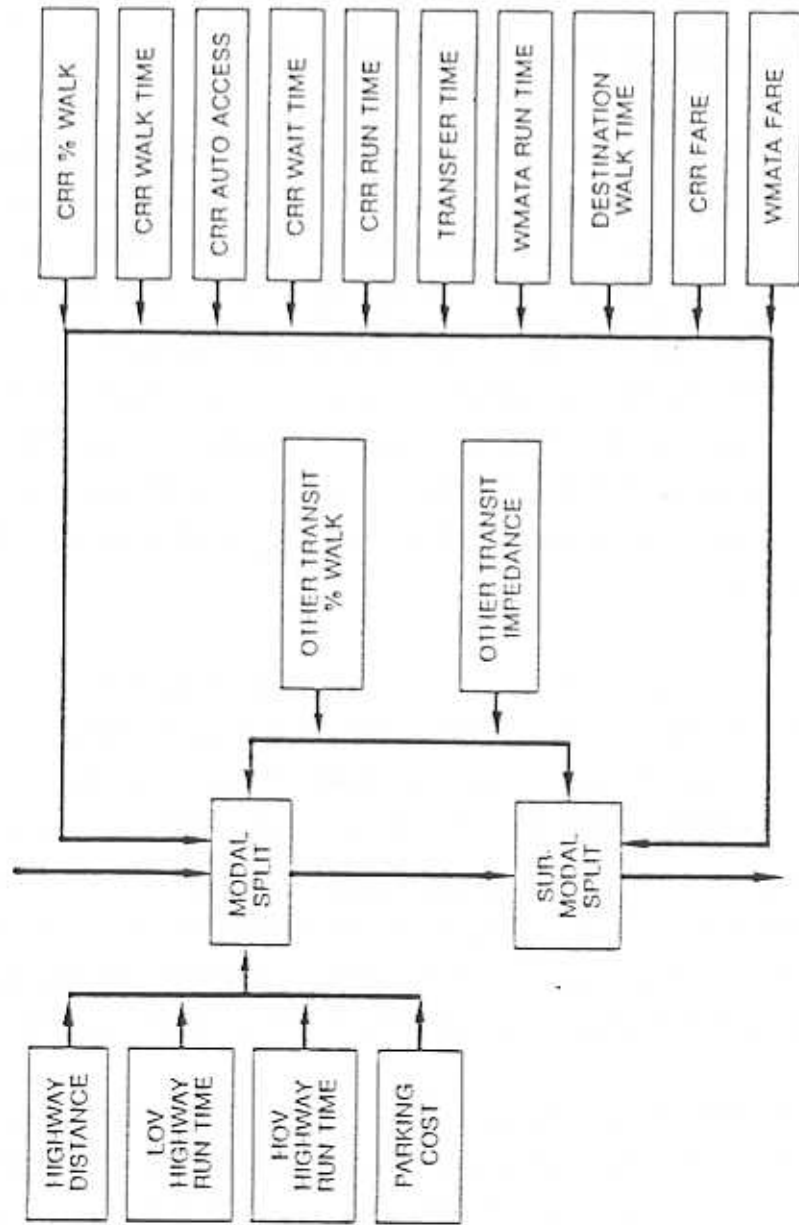 PARKING
COST
HOV
HIGHWAY
RUN TIME
LOV
HIGHWAY
RUN TIME
HIGHWAY
DISTANCE
SUB-
MODAL
SPLIT
MODAL
SPLIT
OTHER TRANSIT
IMPEDANCE
OTHER TRANSIT
% WALK
WMATA FARE
CRR FARE
DESTINATION
WALK TIME
WMATA RUN TIME
TRANSFER TIME
CRR RUN TIME
CRR WAIT TIME
CRR AUTO ACCESS
CRR WALK TIME
CRR % WALK